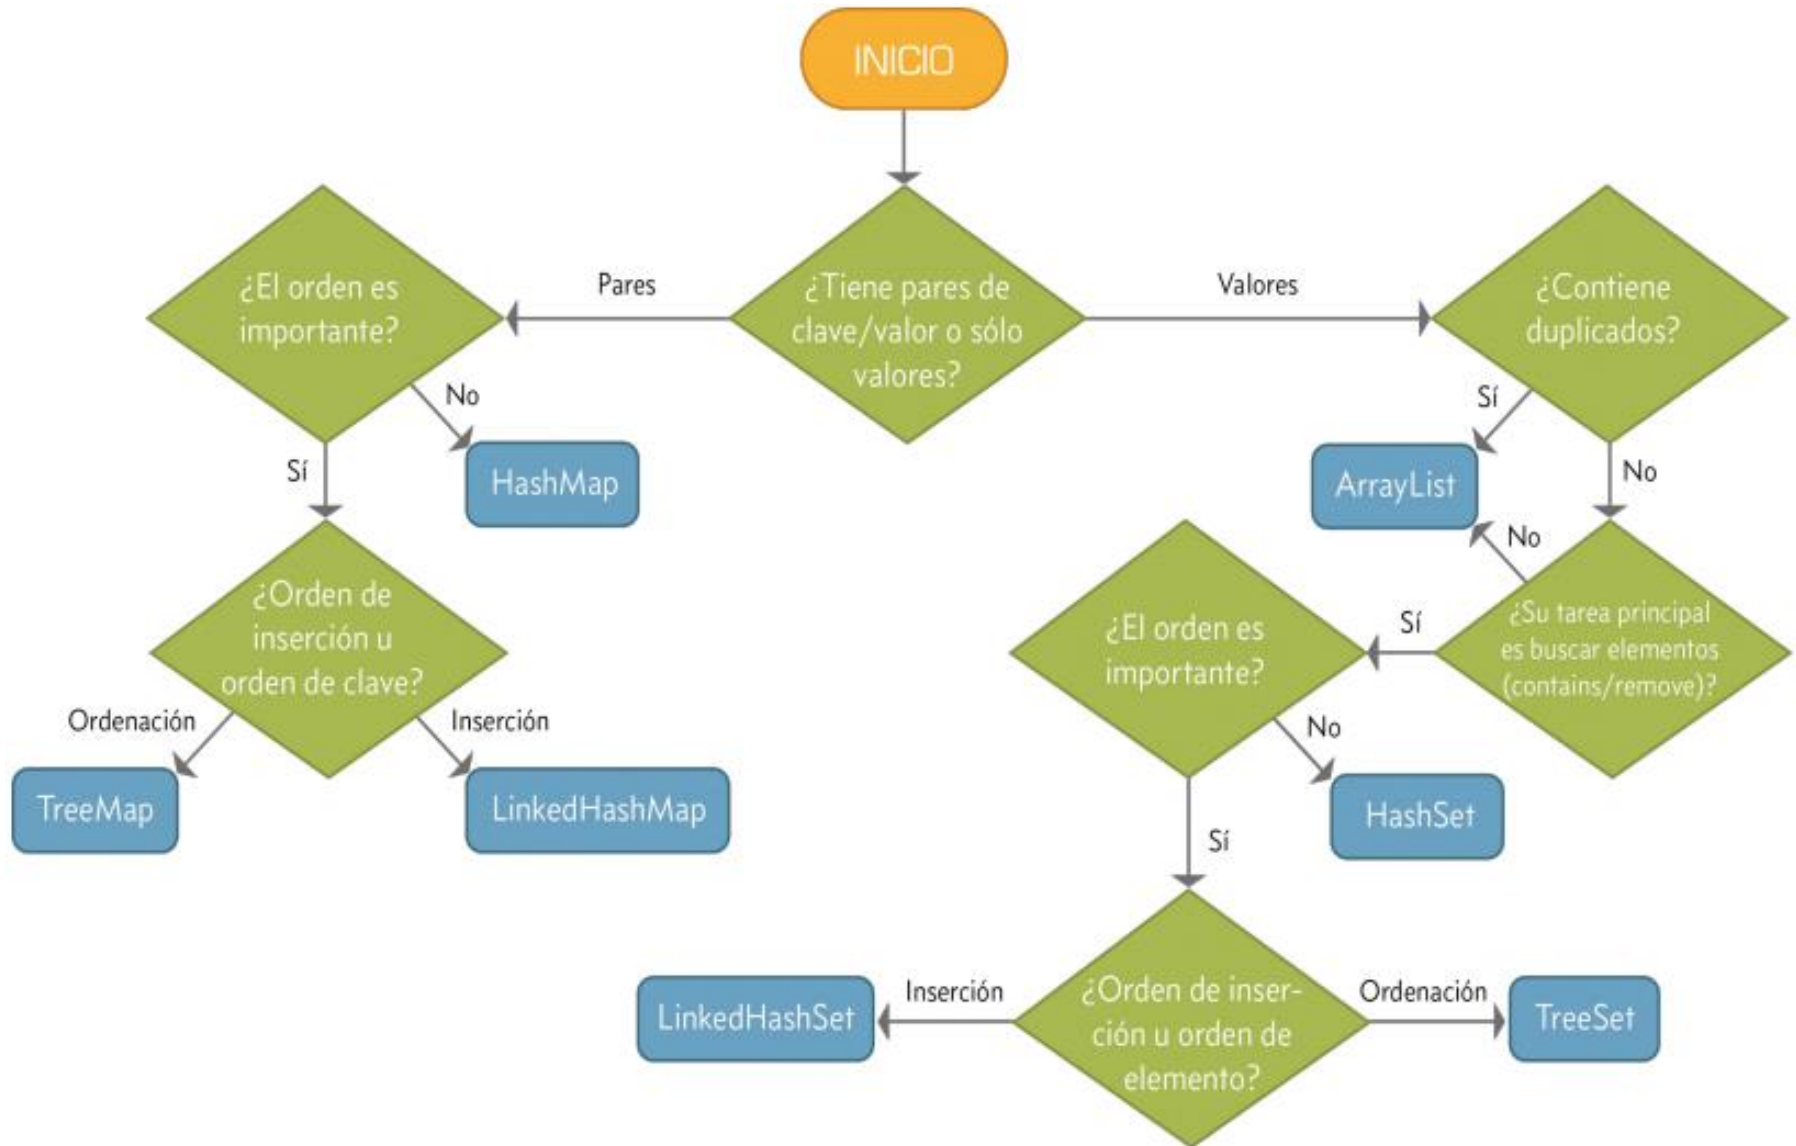 INICIO
¿El orden es
importante?
Pares
¿Tiene pares de
clave/valor o sólo
valores?
Valores
¿Contiene
duplicados?
No
Sí
HashMap
Sí
ArrayList
No
No
¿Orden de
inserción u
orden de clave?
¿El orden es
importante?
Sí
¿Su tarea principal
es buscar elementos
(contains/remove)?
Ordenación
Inserción
No
TreeMap
LinkedHashMap
HashSet
Sí
LinkedHashSet
Inserción
¿Orden de inser-
ción u orden de
elemento?
Ordenación
TreeSet